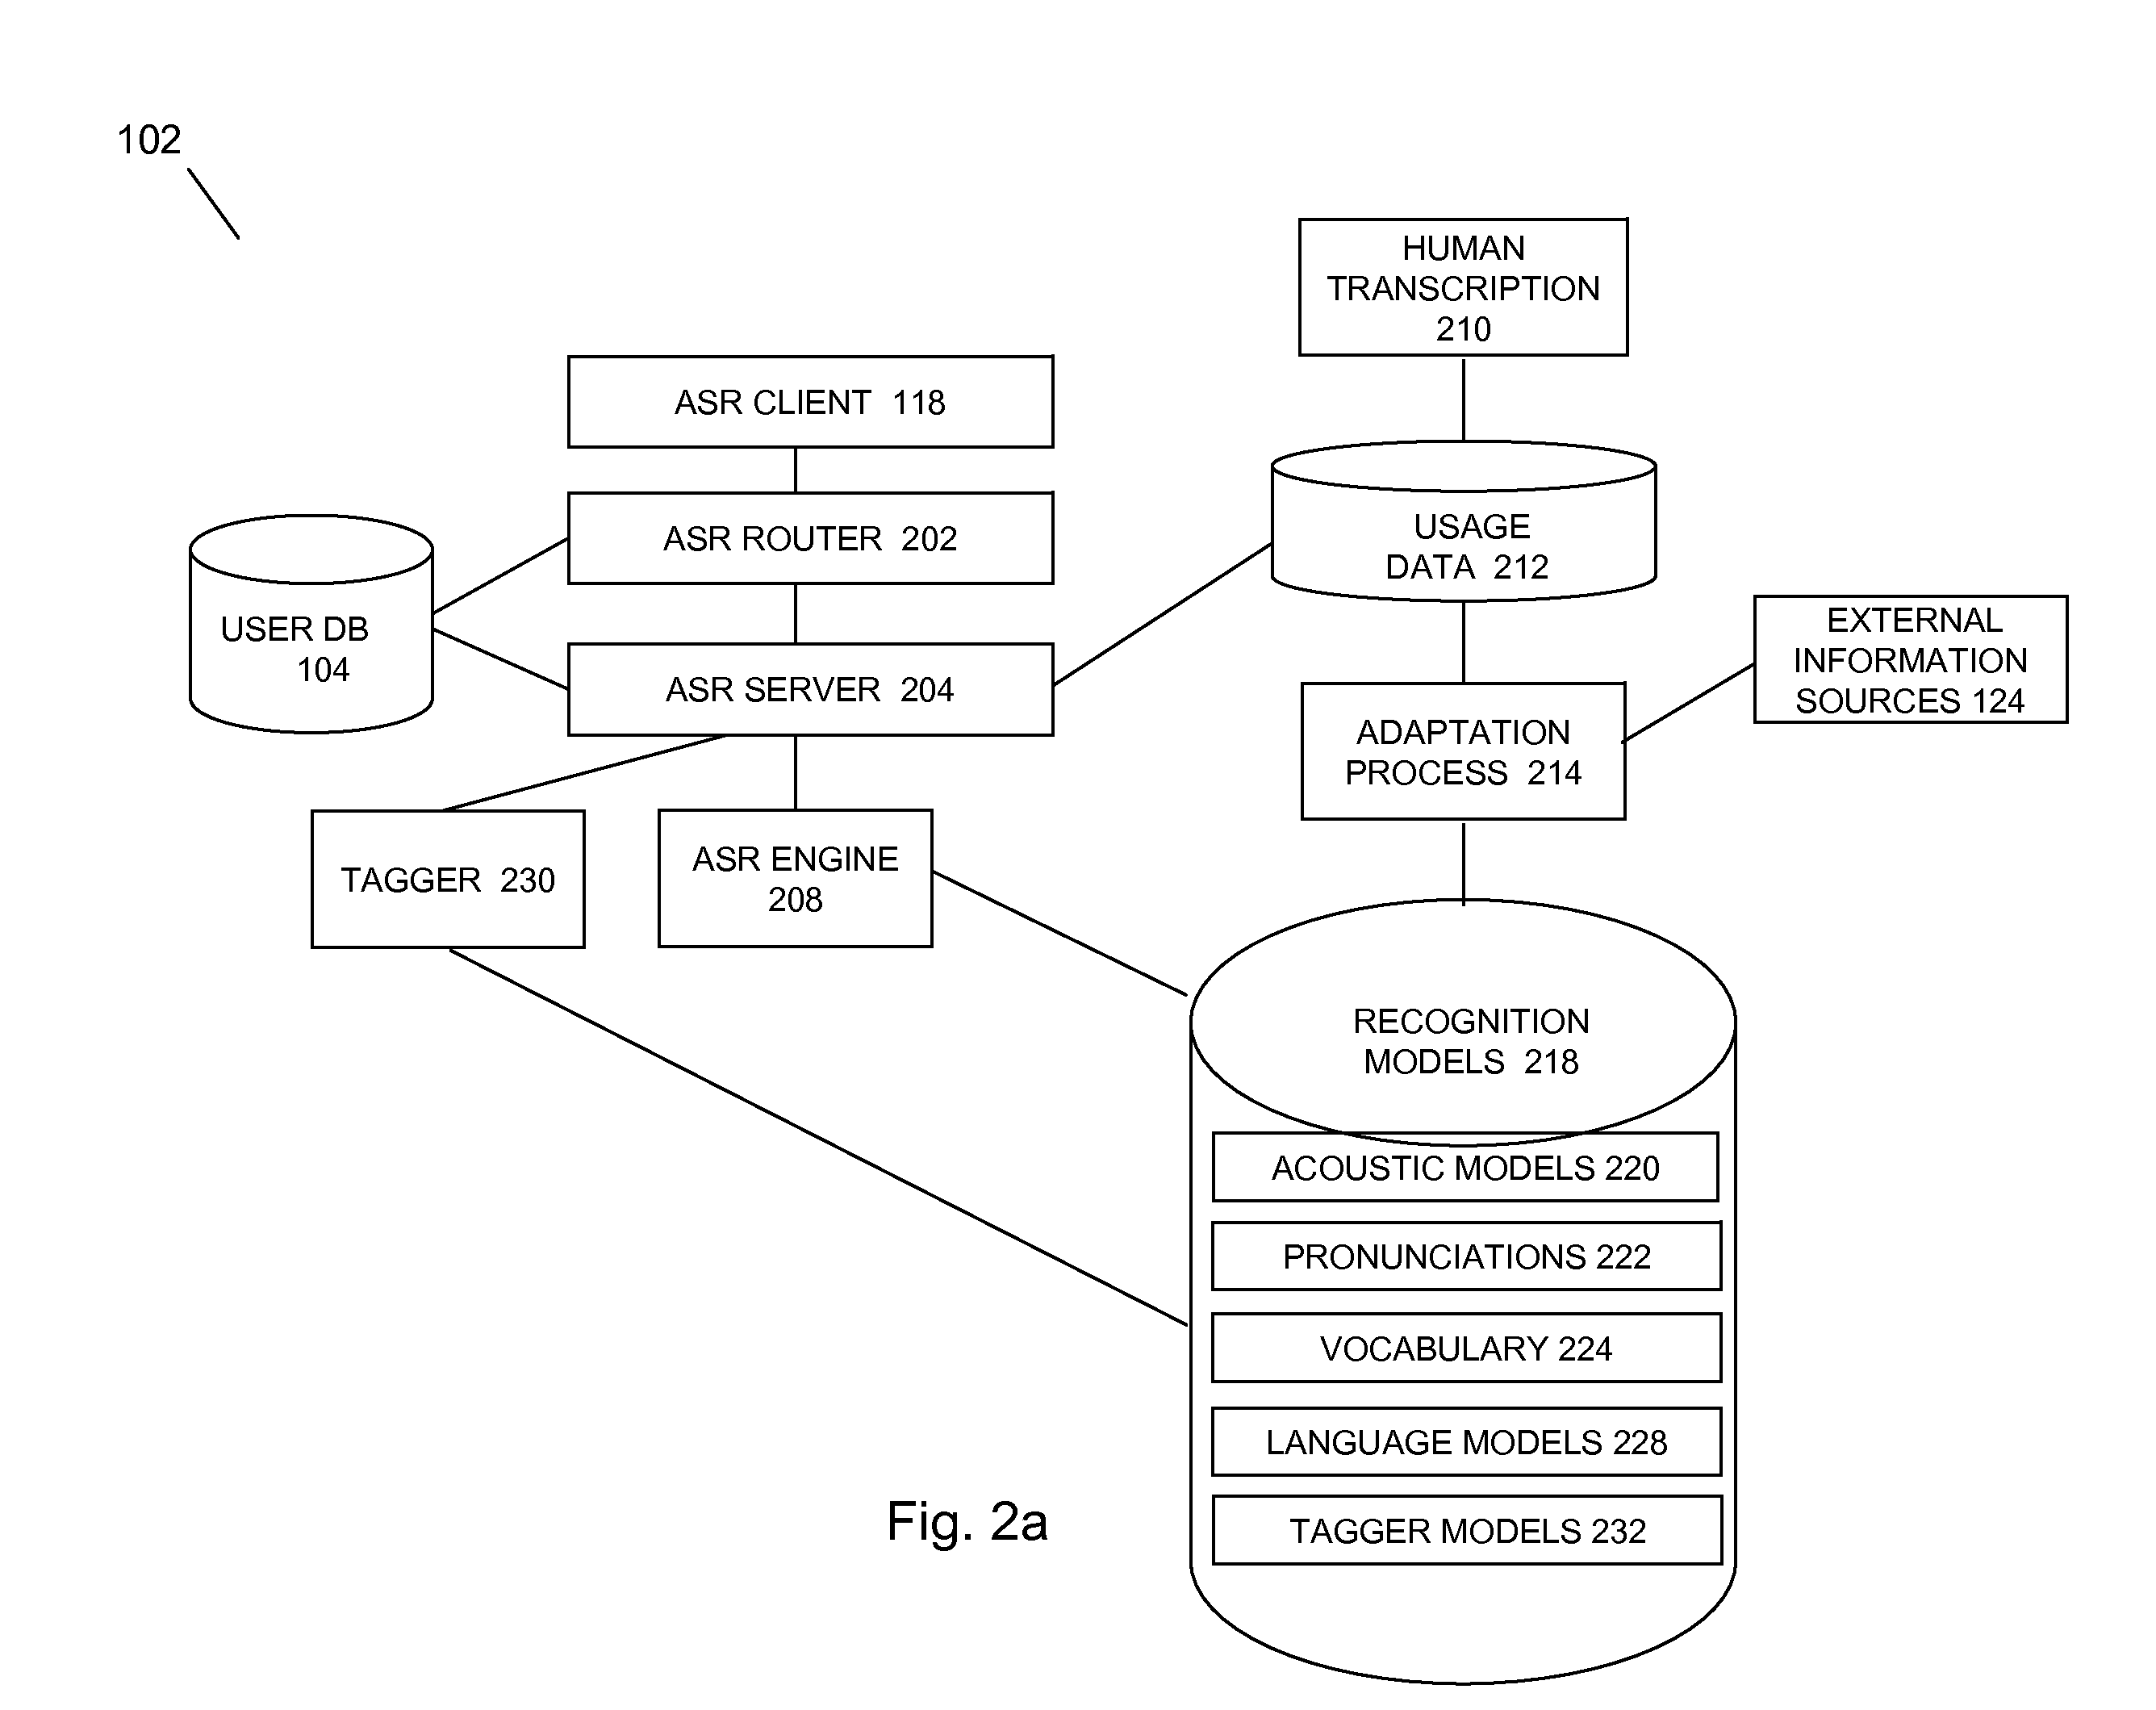 102
HUMAN
TRANSCRIPTION
210
ASR CLIENT 118
ASR ROUTER 202
USAGE
DATA 212
USER DB
104
EXTERNAL
INFORMATION
SOURCES 124
ASR SERVER 204
ADAPTATION
PROCESS 214
TAGGER 230
ASR ENGINE
208
RECOGNITION
MODELS 218
ACOUSTIC MODELS 220
PRONUNCIATIONS 222
VOCABULARY 224
LANGUAGE MODELS 228
TAGGER MODELS 232
Fig. 2a